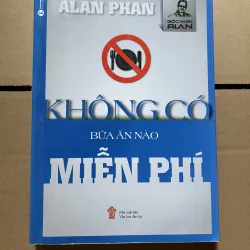 ALAN PHAN
GÓC NHÌN
ALAN
KHÔNG CÓ
BỮA ĂN NÀO
MIỄN PHÍ